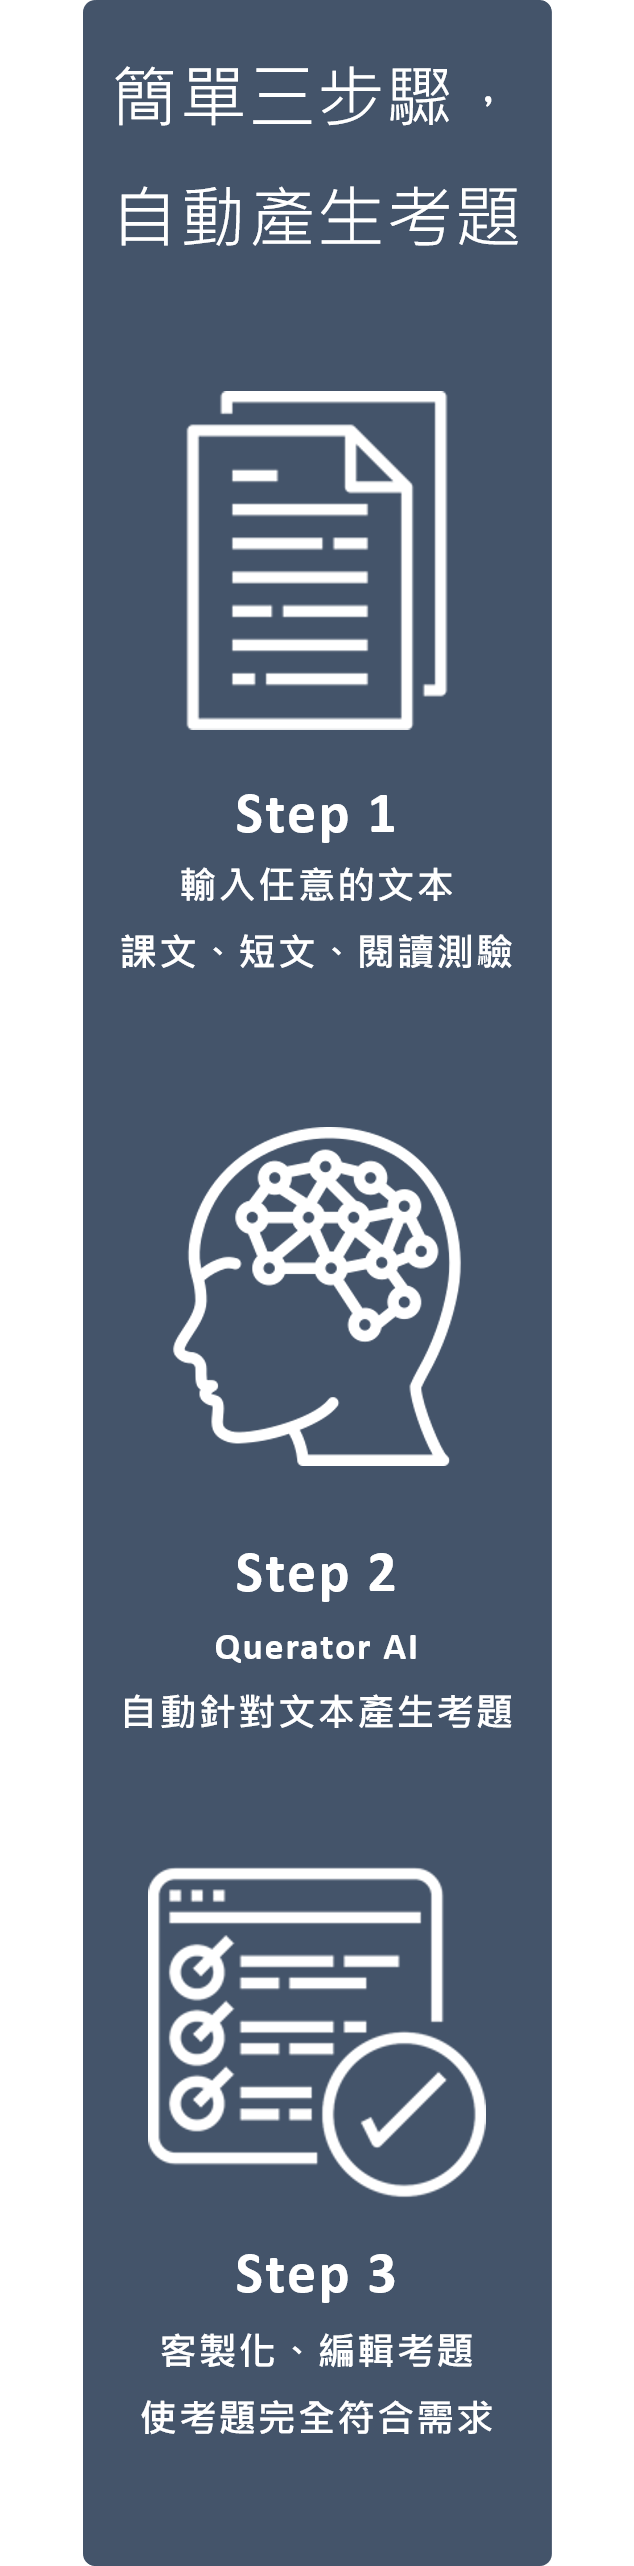 簡單三步驟，
自動產生考題
Step 1
輸入任意的文本
課文、短文、閱讀測驗
Step 2
Querator AI
自動針對文本產生考題
Step 3
客製化、編輯考題
使考題完全符合需求